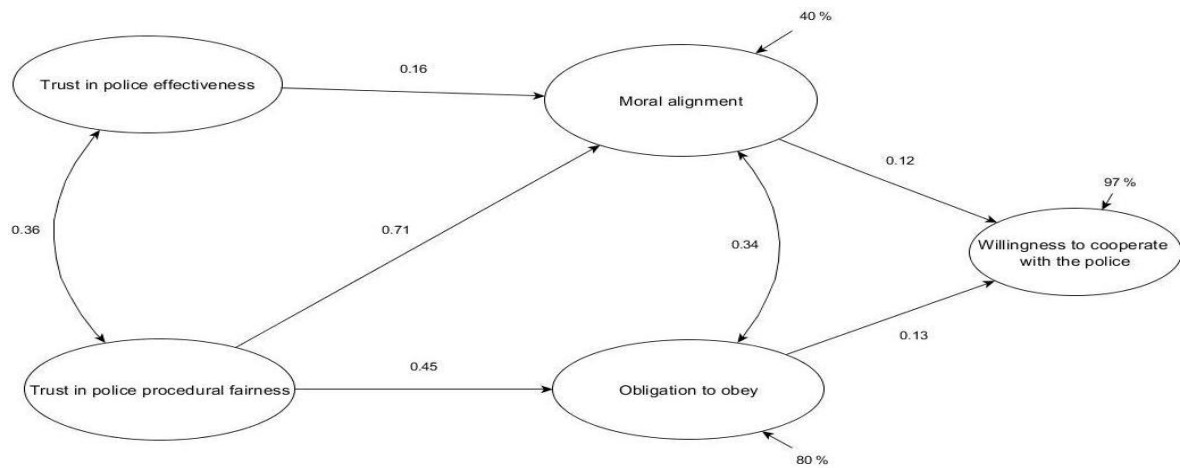 40 %
Trust in police effectiveness
0.16
Moral alignment
0.12
97 %
0.36
0.71
0.34
Willingness to cooperate
with the police
0.13
Trust in police procedural fairness
0.45
Obligation to obey
80 %